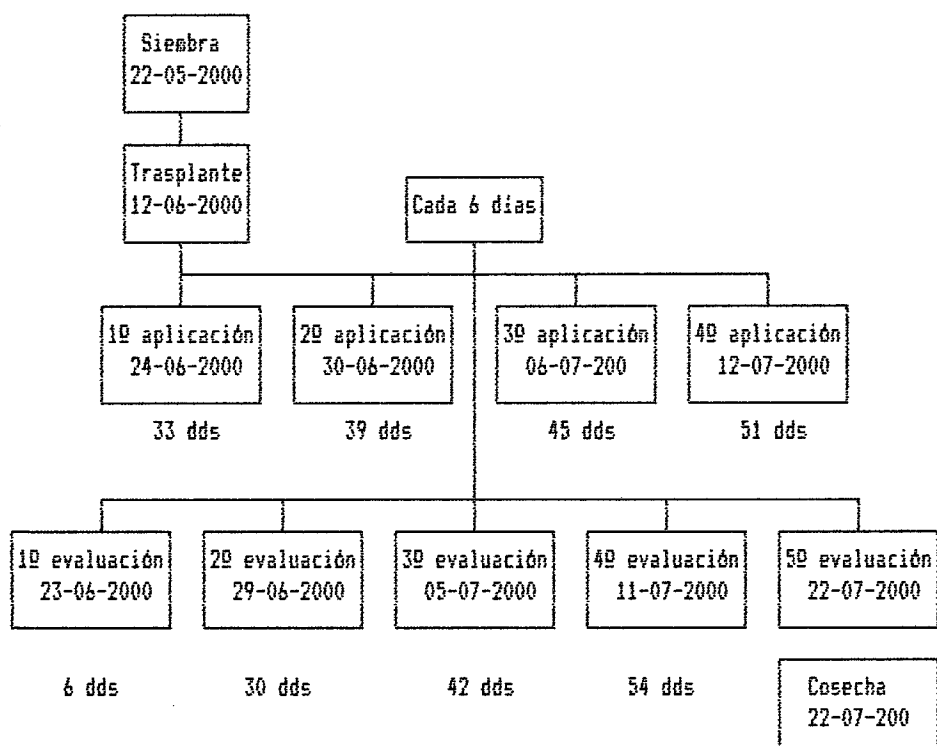 Siembra
22-05-2000
Trasplante
12-06-2000
Cada 6 días
1º aplicación
24-06-2000
2º aplicación
30-06-2000
3º aplicación
06-07-200
4º aplicación
12-07-2000
33 dds
39 dds
45 dds
51 dds
1º evaluación
23-06-2000
2º evaluación
29-06-2000
3º evaluación
05-07-2000
4º evaluación
11-07-2000
5º evaluación
22-07-2000
6 dds
30 dds
42 dds
54 dds
Cosecha
22-07-200